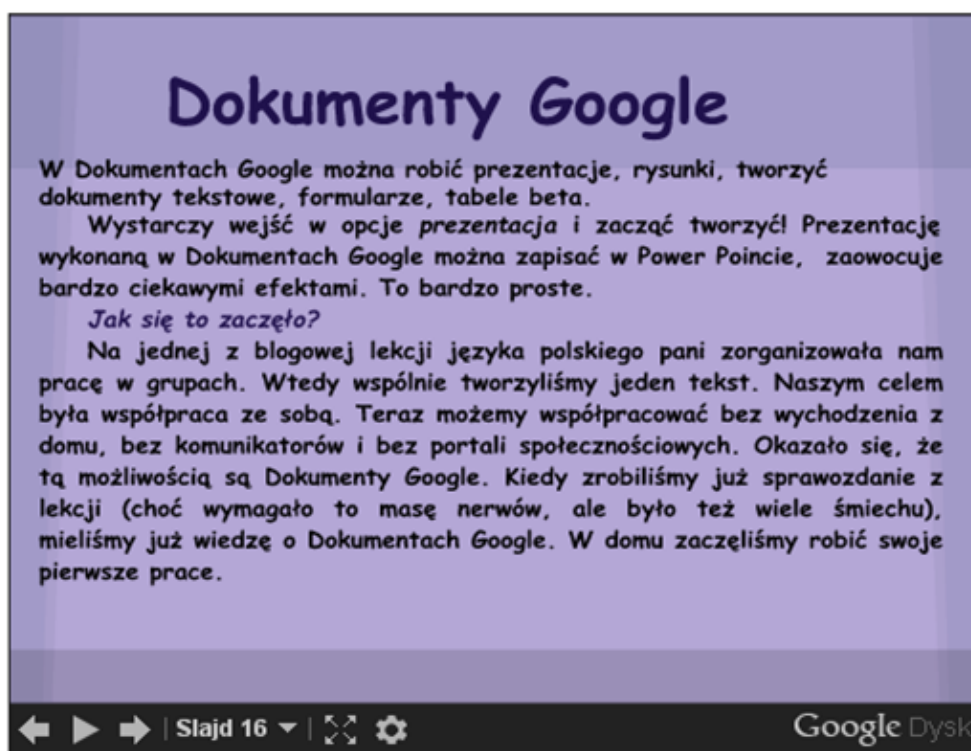 Dokumenty Google
W Dokumentach Google można robić prezentacje, rysunki, tworzyć
dokumenty tekstowe, formularze, tabele beta.
Wystarczy wejść w opcje prezentacja i zacząć tworzyć! Prezentację
wykonaną w Dokumentach Google można zapisać w Power Poincie, zaowocuje
bardzo ciekawymi efektami. To bardzo proste.
Jak się to zaczęło?
Na jednej z blogowej lekcji języka polskiego pani zorganizowała nam
pracę w grupach. Wtedy wspólnie tworzyliśmy jeden tekst. Naszym celem
była współpraca ze sobą. Teraz możemy współpracować bez wychodzenia z
domu, bez komunikatorów i bez portali społecznościowych. Okazało się, że
tą możliwością są Dokumenty Google. Kiedy zrobiliśmy już sprawozdanie z
lekcji (choć wymagało to masę nerwów, ale było też wiele śmiechu),
mieliśmy już wiedzę o Dokumentach Google. W domu zaczęliśmy robić swoje
pierwsze prace.
Slajd 16 Google Dysk